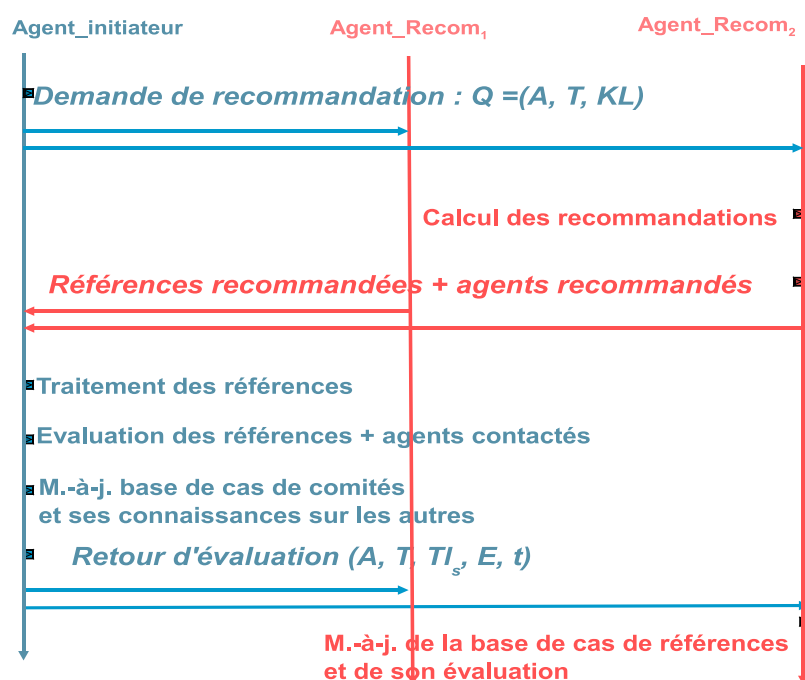 Agent_initiateur Agent_Recom₁ Agent_Recom₂
Demande de recommandation : Q =(A, T, KL)
Calcul des recommandations
Références recommandées + agents recommandés
Traitement des références
Evaluation des références + agents contactés
M.-à-j. base de cas de comités
et ses connaissances sur les autres
Retour d'évaluation (A, T, TIₛ, E, t)
M.-à-j. de la base de cas de références
et de son évaluation